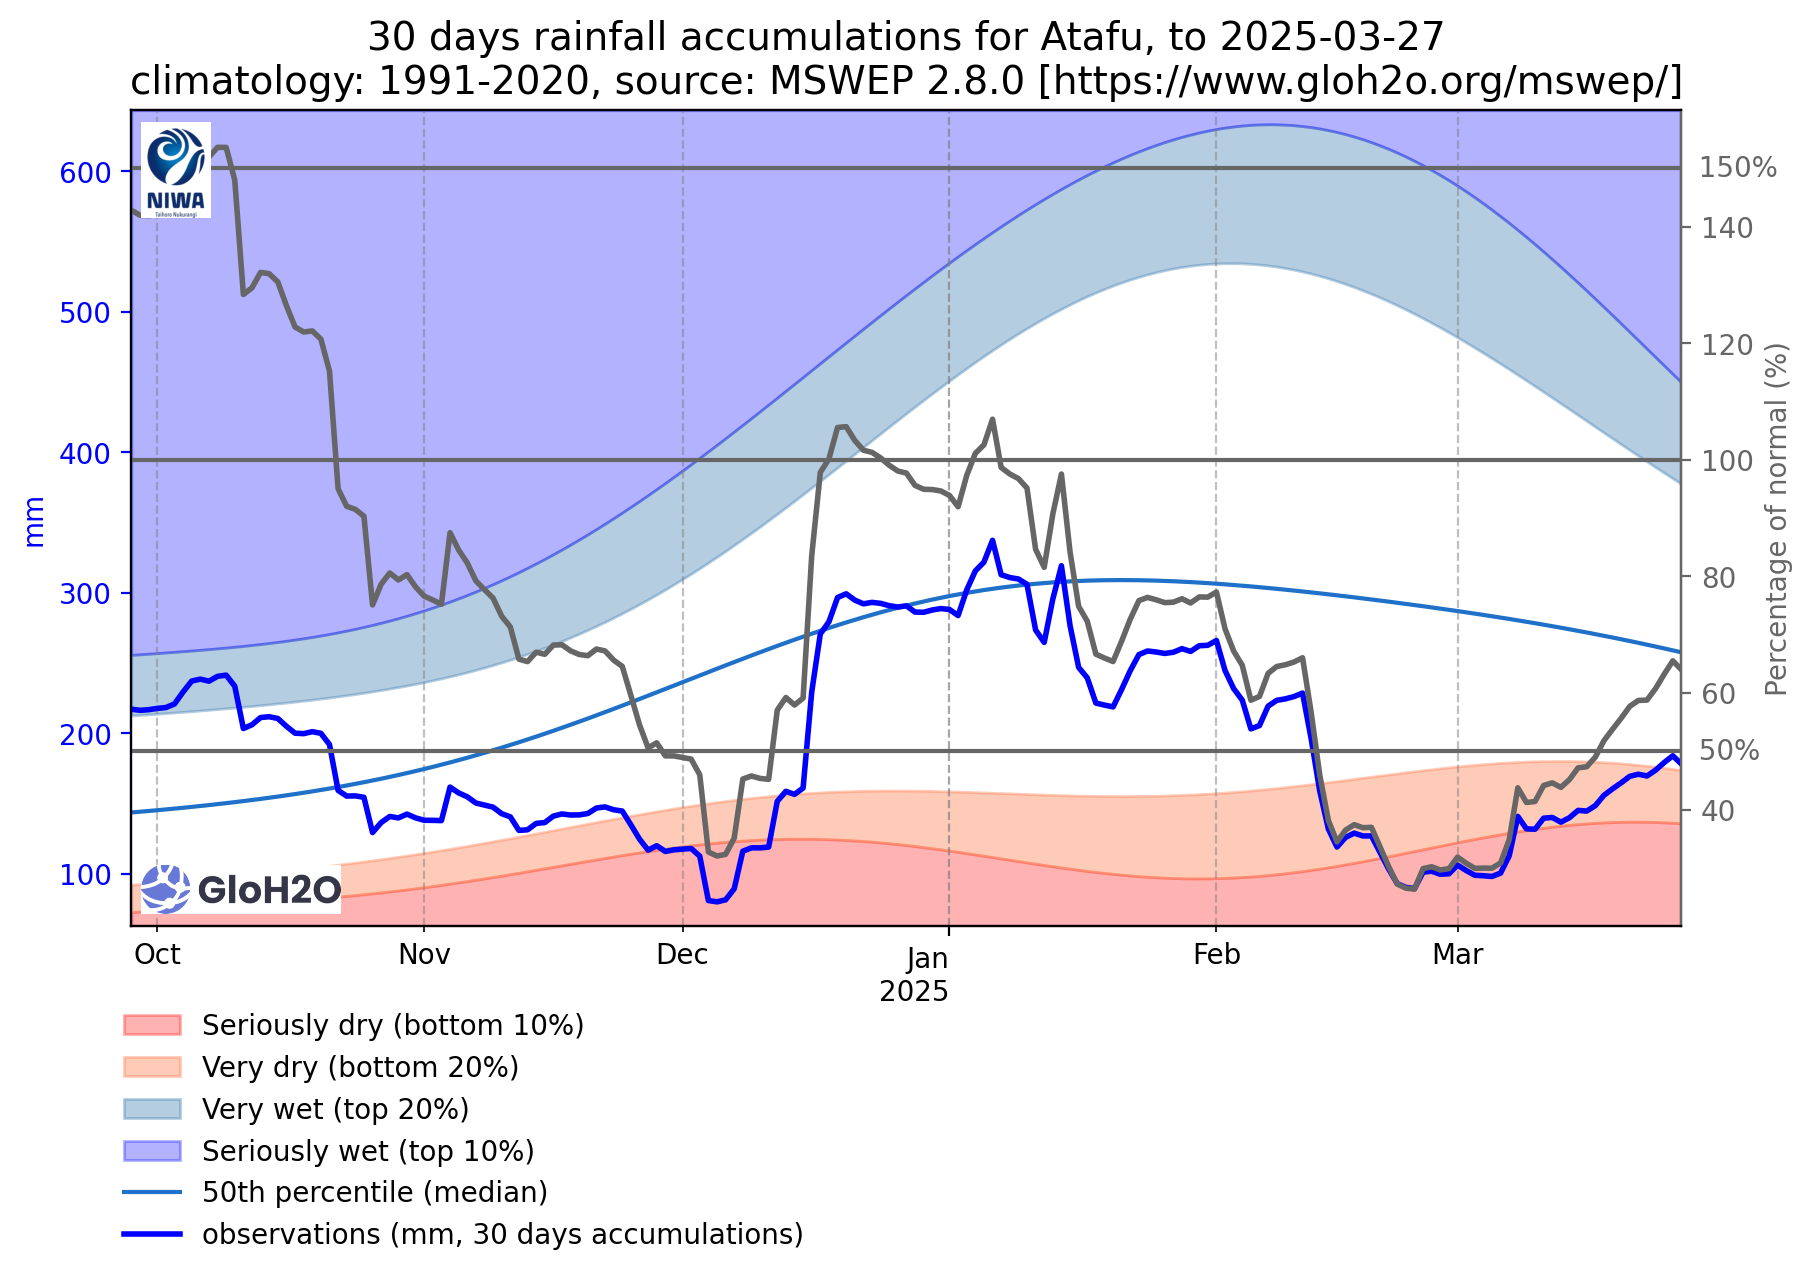 30 days rainfall accumulations for Atafu, to 2025-03-27
climatology: 1991-2020, source: MSWEP 2.8.0 [https://www.gloh2o.org/mswep/]
NIWA
Taihoro Nukurangi
600
500
400
300
200
100
mm
150%
140
120
100
80
60
50%
40
Percentage of normal (%)
GloH2O
Oct
Nov
Dec
Jan
2025
Feb
Mar
Seriously dry (bottom 10%)
Very dry (bottom 20%)
Very wet (top 20%)
Seriously wet (top 10%)
50th percentile (median)
observations (mm, 30 days accumulations)